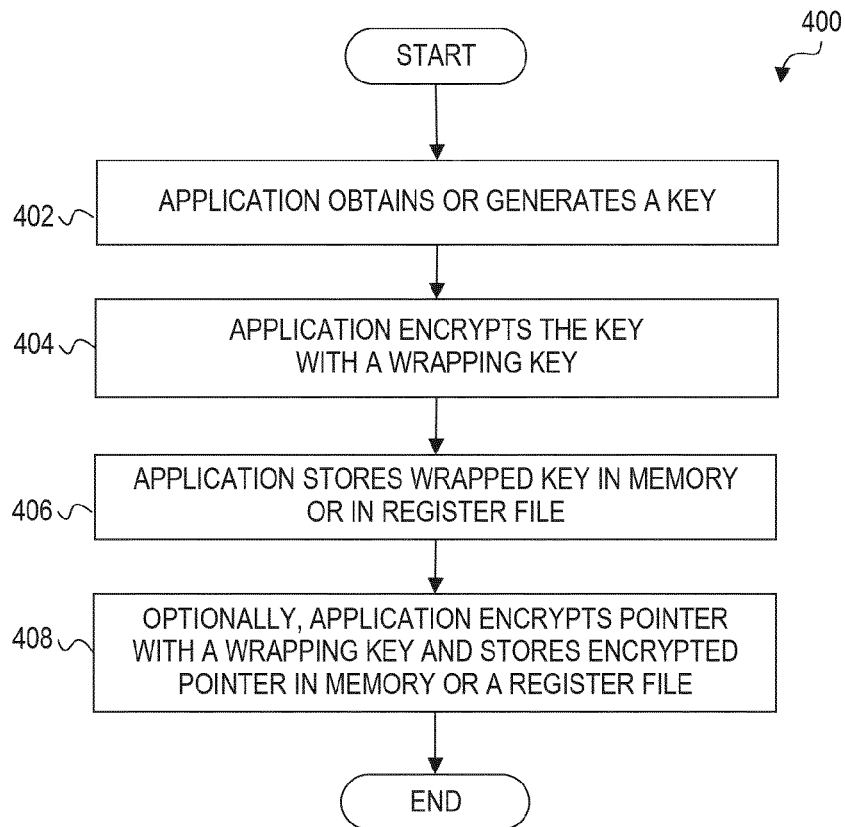 400
START
402
APPLICATION OBTAINS OR GENERATES A KEY
404
APPLICATION ENCRYPTS THE KEY
WITH A WRAPPING KEY
406
APPLICATION STORES WRAPPED KEY IN MEMORY
OR IN REGISTER FILE
408
OPTIONALLY, APPLICATION ENCRYPTS POINTER
WITH A WRAPPING KEY AND STORES ENCRYPTED
POINTER IN MEMORY OR A REGISTER FILE
END